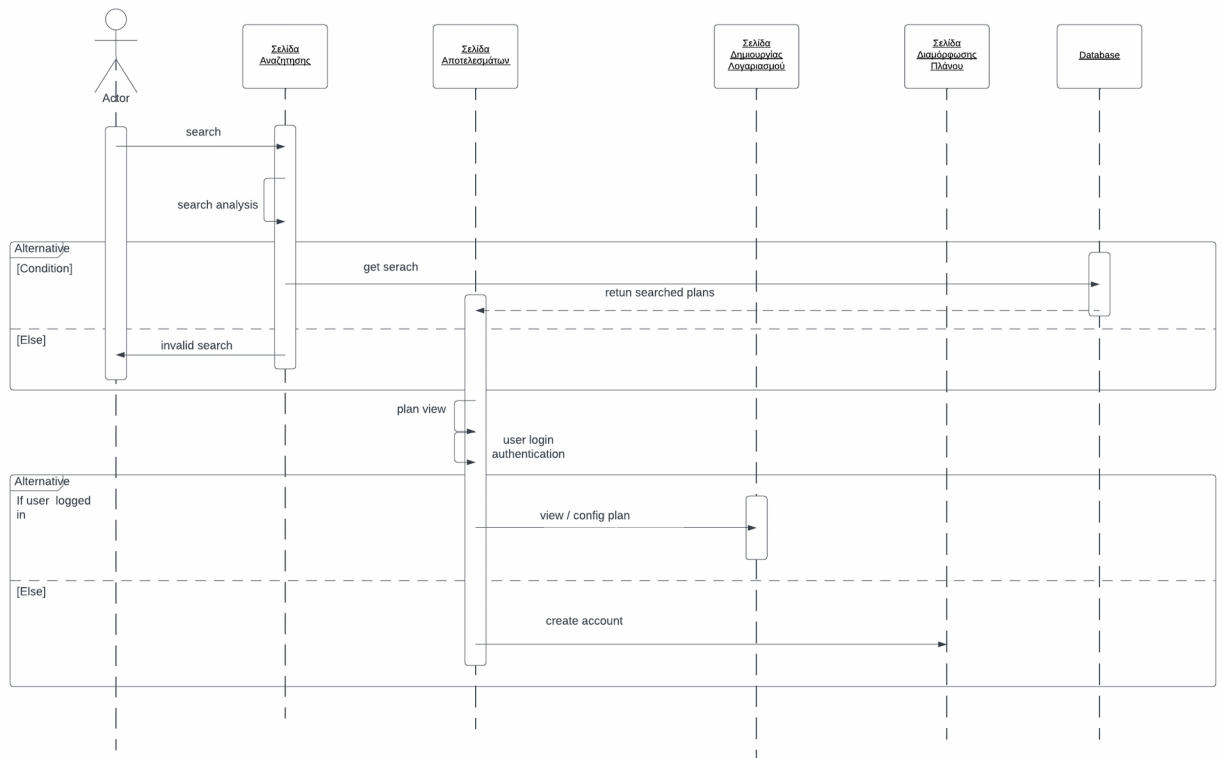 Actor
Σελίδα
Αναζητησης
Σελίδα
Αποτελεσμάτων
Σελίδα
Δημιουργίας
Λογαριασμού
Σελίδα
Διαμόρφωσης
Πλάνου
Database
search
search analysis
Alternative
[Condition]
get serach
retun searched plans
[Else]
invalid search
plan view
user login
authentication
Alternative
If user logged
in
view / config plan
[Else]
create account